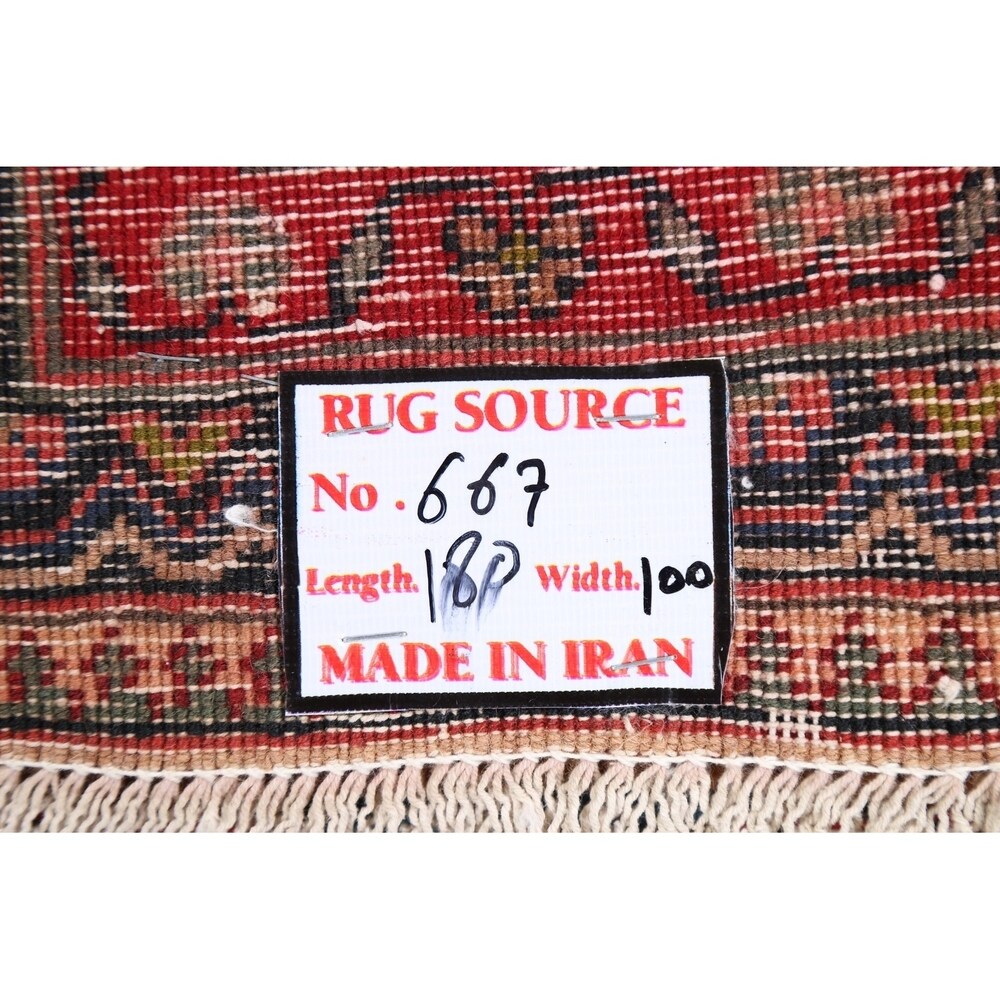 RUG SOURCE
No . 667
Length. 180 Width. 100
MADE IN IRAN